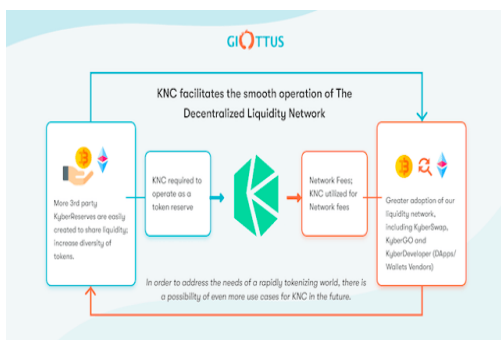 GIOTTUS
KNC facilitates the smooth operation of The
Decentralized Liquidity Network
More 3rd party
KyberReserves are easily
created to share liquidity;
increase diversity of
tokens.
KNC required to
operate as a
token reserve
Network Fees;
KNC utilized for
Network fees
Greater adoption of our
liquidity network,
including KyberSwap,
KyberGO and
KyberDeveloper (DApps/
Wallets Vendors)
In order to address the needs of a rapidly tokenizing world, there is
a possibility of even more use cases for KNC in the future.